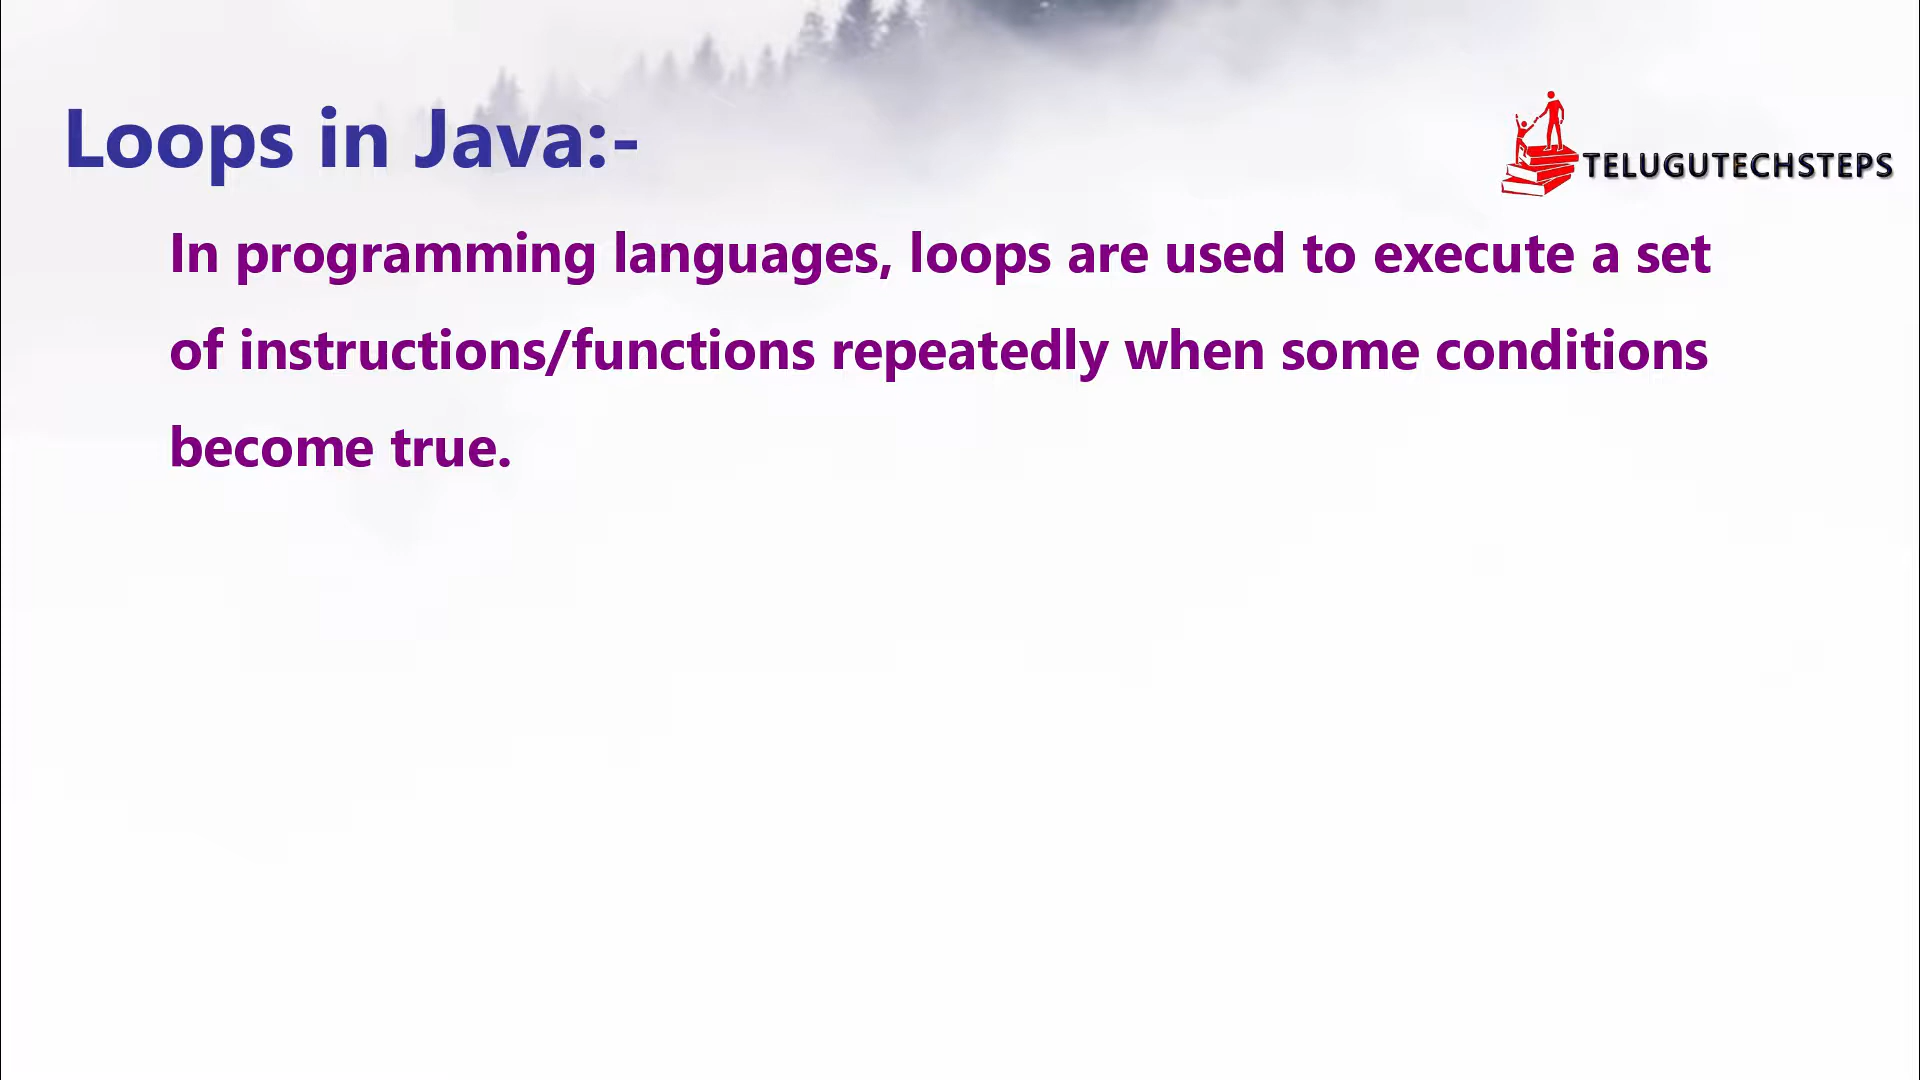 Loops in Java:-
TELUGUTECHSTEPS
In programming languages, loops are used to execute a set
of instructions/functions repeatedly when some conditions
become true.